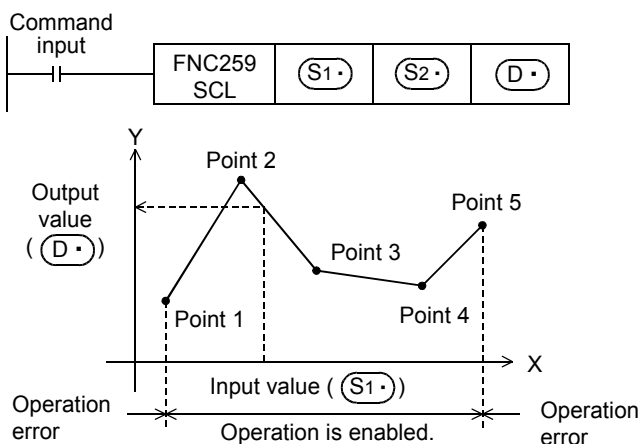 Command
input
FNC259
SCL
S1·
S2·
D·
Y
Point 2
Output
value
( D· )
Point 5
Point 3
Point 1
Point 4
X
Input value ( S1· )
Operation
error
Operation is enabled.
Operation
error